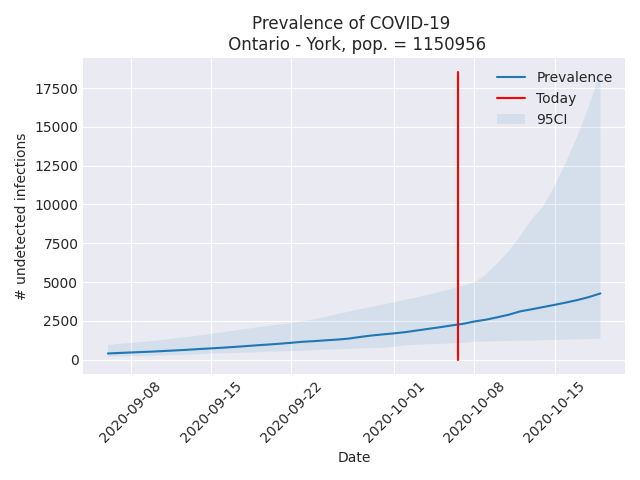 Prevalence of COVID-19
Ontario - York, pop. = 1150956
Prevalence
Today
95CI
# undetected infections
17500
15000
12500
10000
7500
5000
2500
0
2020-09-08
2020-09-15
2020-09-22
2020-10-01
2020-10-08
2020-10-15
Date